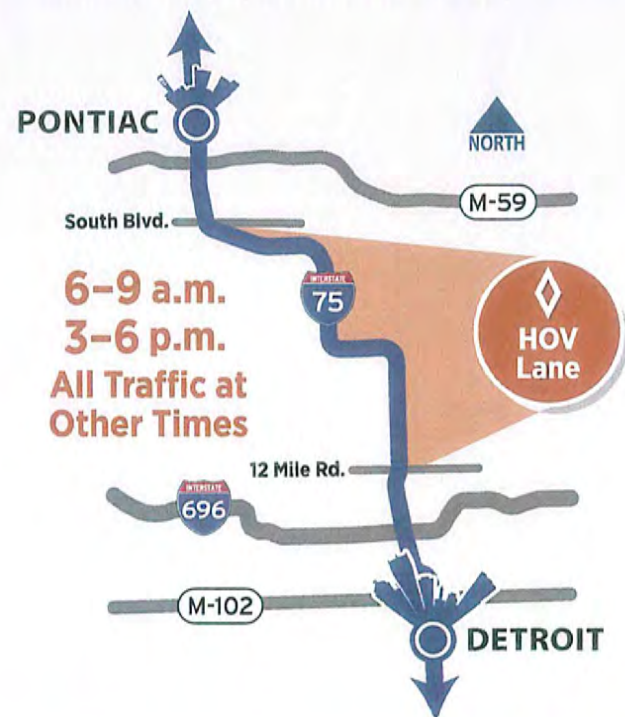 PONTIAC
NORTH
M-59
South Blvd.
INTERSTATE
75
6–9 a.m.
3–6 p.m.
All Traffic at
Other Times
HOV
Lane
12 Mile Rd.
INTERSTATE
696
M-102
DETROIT